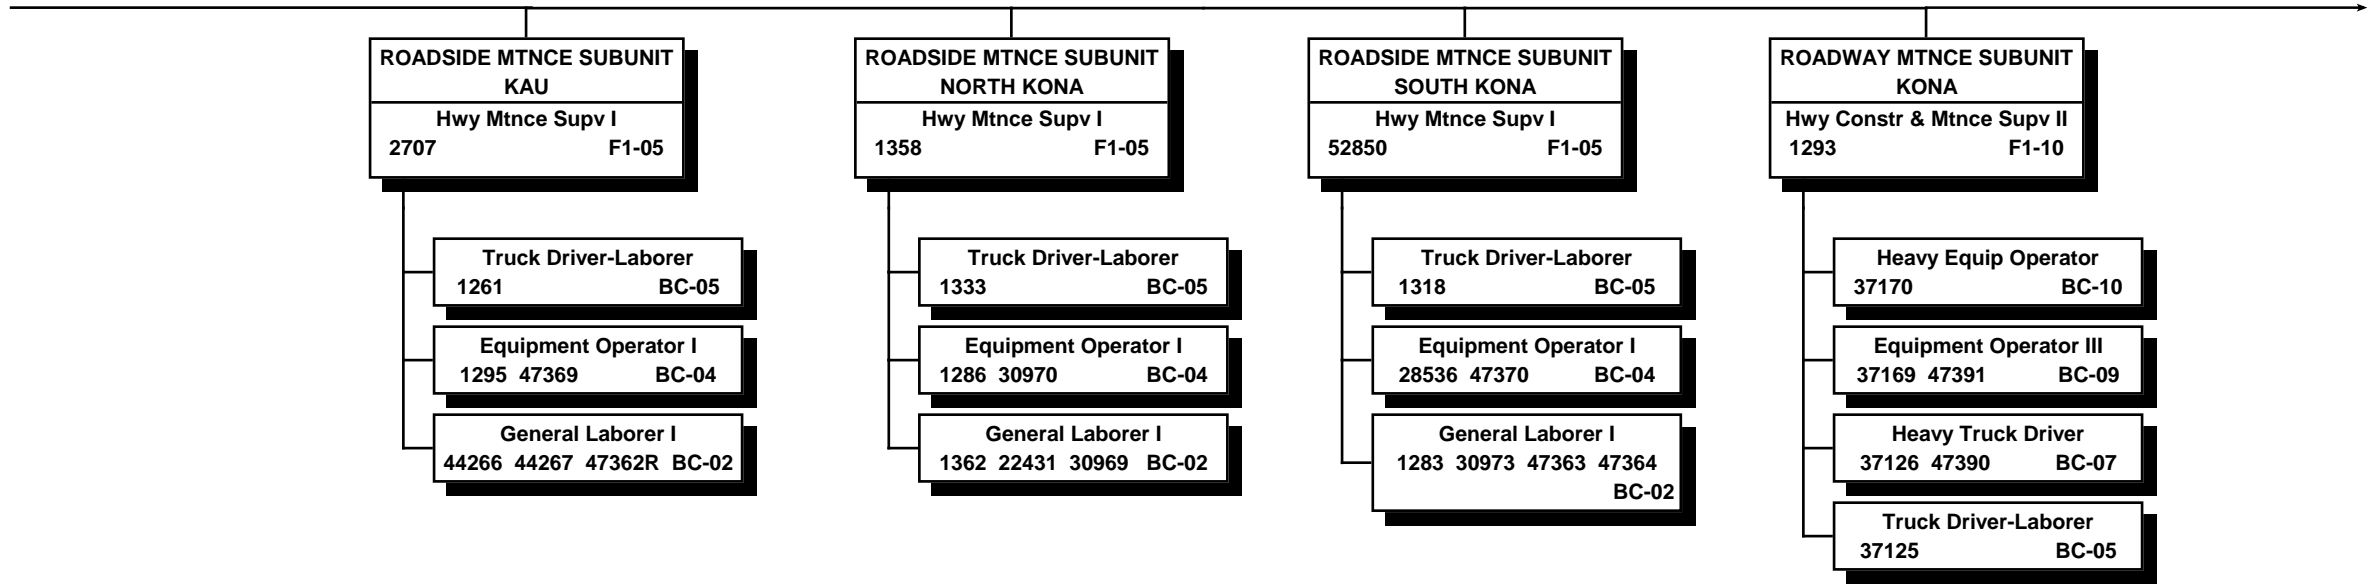 ROADSIDE MTNCE SUBUNIT
KAU
Hwy Mtnce Supv I
2707 F1-05
Truck Driver-Laborer
1261 BC-05
Equipment Operator I
1295 47369 BC-04
General Laborer I
44266 44267 47362R BC-02
ROADSIDE MTNCE SUBUNIT
NORTH KONA
Hwy Mtnce Supv I
1358 F1-05
Truck Driver-Laborer
1333 BC-05
Equipment Operator I
1286 30970 BC-04
General Laborer I
1362 22431 30969 BC-02
ROADSIDE MTNCE SUBUNIT
SOUTH KONA
Hwy Mtnce Supv I
52850 F1-05
Truck Driver-Laborer
1318 BC-05
Equipment Operator I
28536 47370 BC-04
General Laborer I
1283 30973 47363 47364
BC-02
ROADWAY MTNCE SUBUNIT
KONA
Hwy Constr & Mtnce Supv II
1293 F1-10
Heavy Equip Operator
37170 BC-10
Equipment Operator III
37169 47391 BC-09
Heavy Truck Driver
37126 47390 BC-07
Truck Driver-Laborer
37125 BC-05